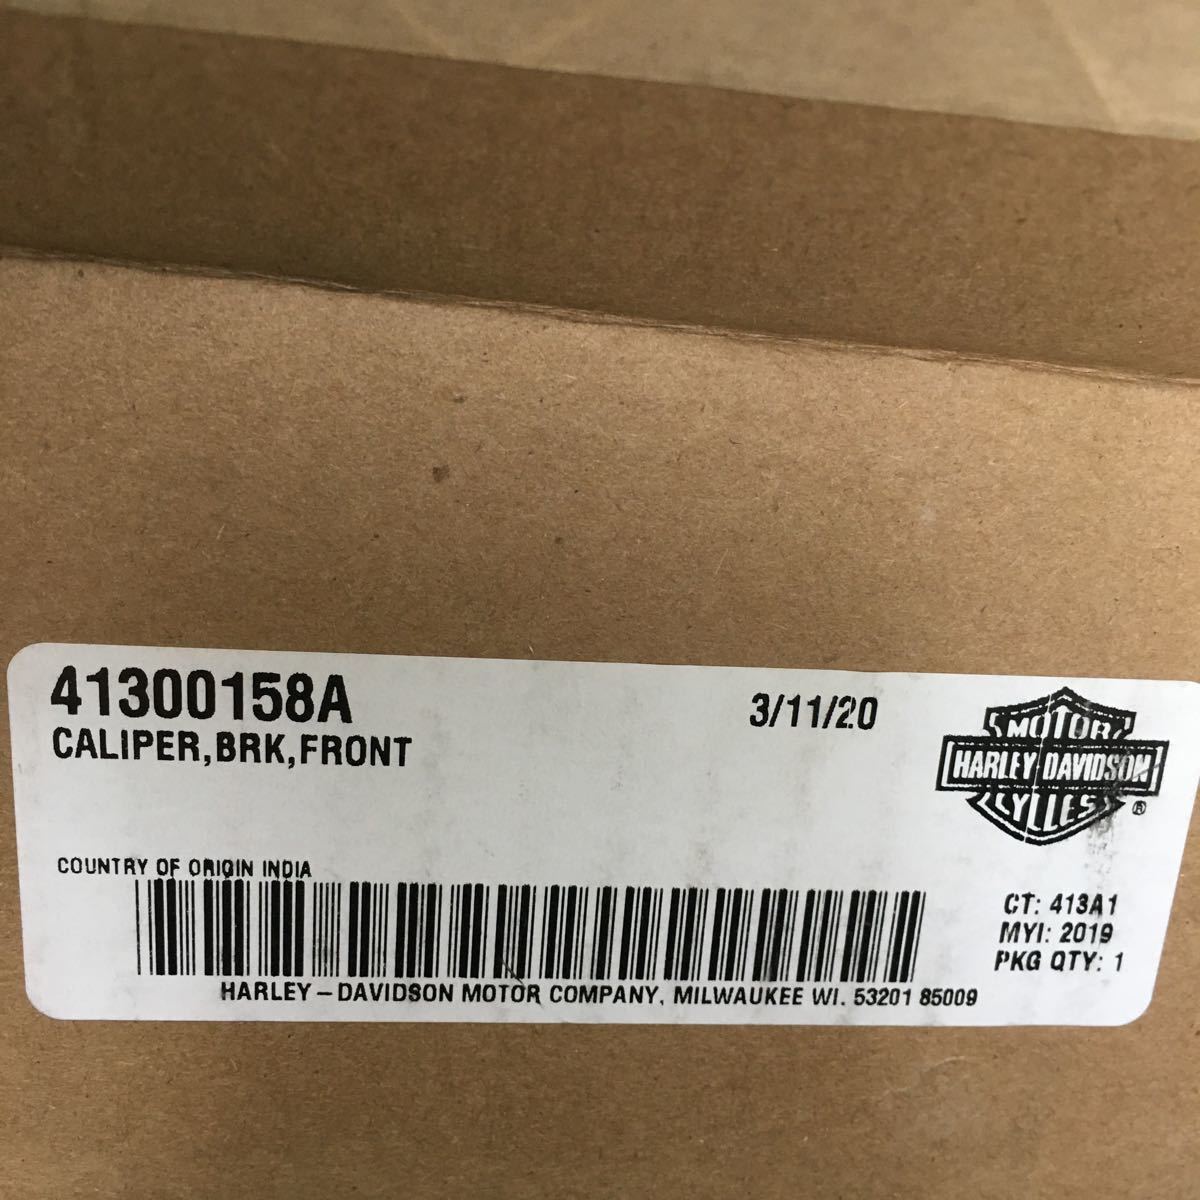 41300158A
CALIPER,BRK,FRONT
3/11/20
MOTOR
HARLEY-DAVIDSON
CYCLES
®
COUNTRY OF ORIGIN INDIA
CT: 413A1
MYI: 2019
PKG QTY: 1
HARLEY-DAVIDSON MOTOR COMPANY, MILWAUKEE WI. 53201 85009